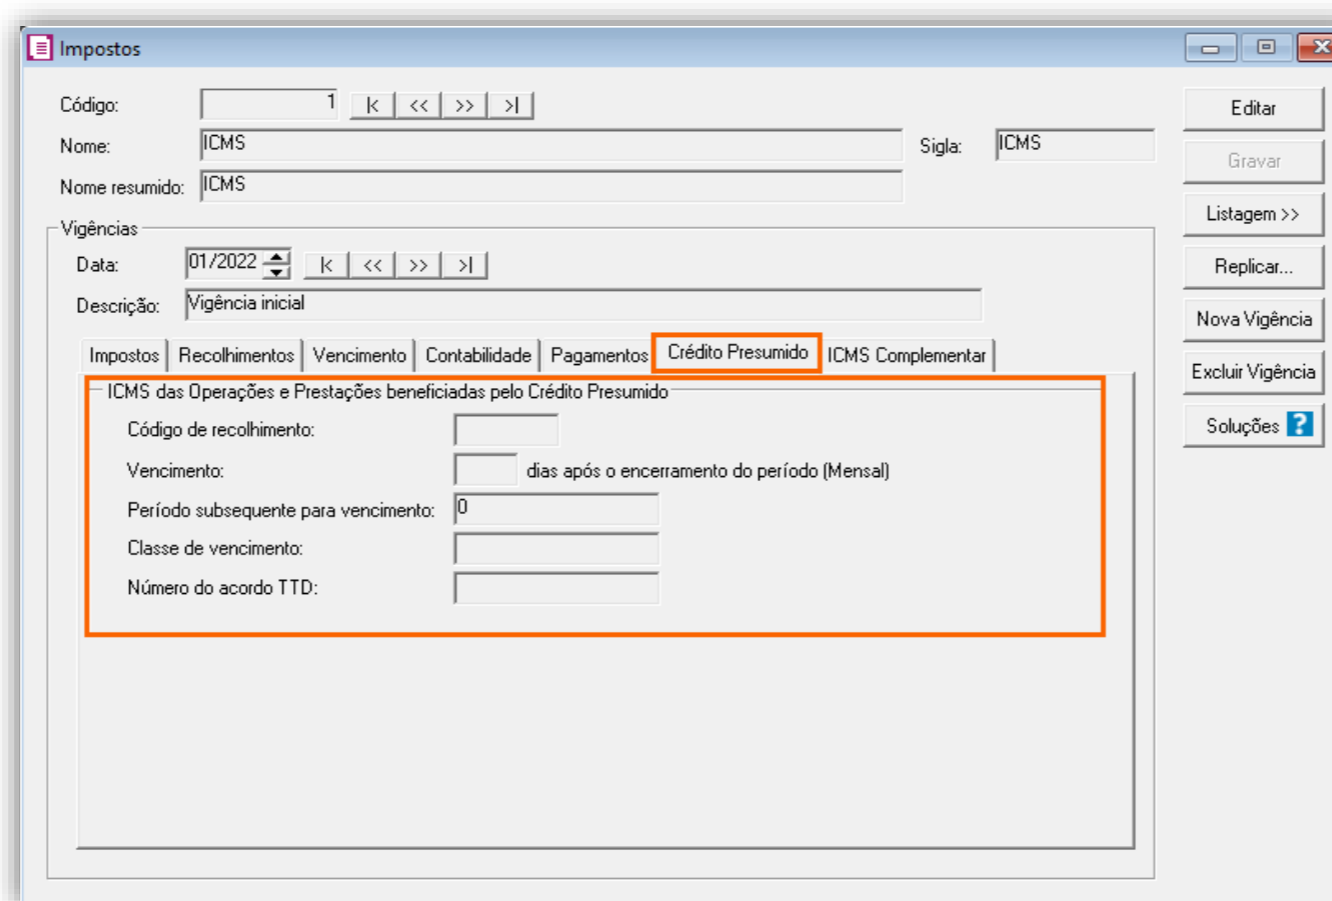 Impostos
Código: 1 |< << >> >| Editar
Nome: ICMS Sigla: ICMS
Gravar
Nome resumido: ICMS
Listagem >>
Vigências
Data: 01/2022 |< << >> >| Replicar...
Descrição: Vigência inicial
Nova Vigência
Impostos Recolhimentos Vencimento Contabilidade Pagamentos Crédito Presumido ICMS Complementar
Excluir Vigência
ICMS das Operações e Prestações beneficiadas pelo Crédito Presumido
Código de recolhimento: Soluções ?
Vencimento: dias após o encerramento do período (Mensal)
Período subsequente para vencimento: 0
Classe de vencimento:
Número do acordo TTD: